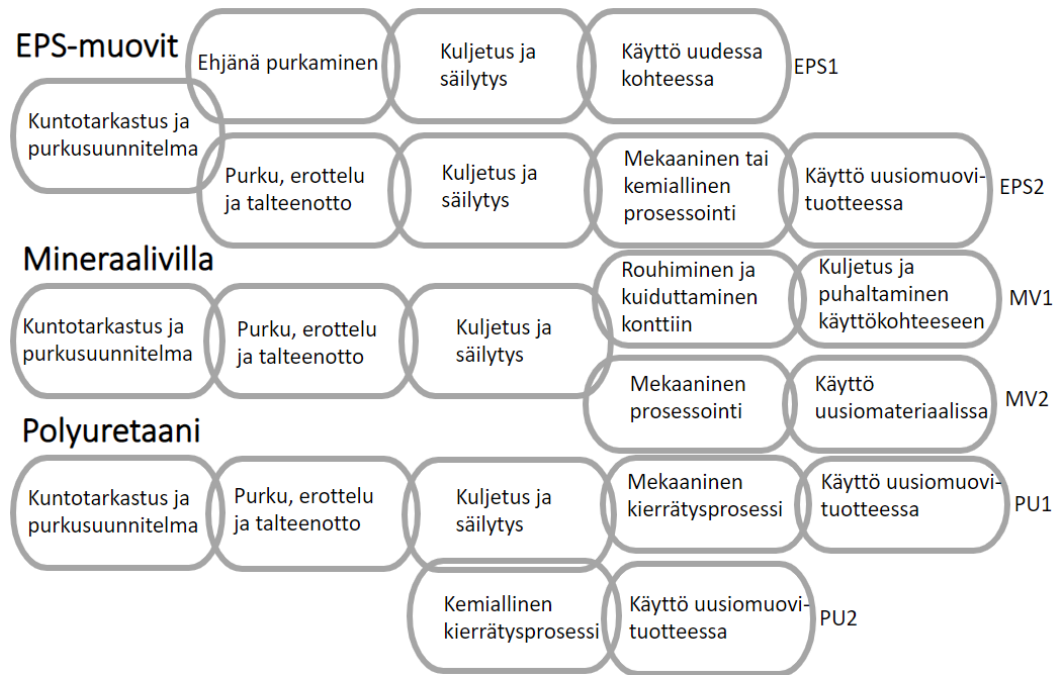 EPS-muovit
Ehjänä purkaminen
Kuljetus ja
säilytys
Käyttö uudessa
kohteessa
EPS1
Kuntotarkastus ja
purkusuunnitelma
Purku, erottelu
ja talteenotto
Kuljetus ja
säilytys
Mekaaninen tai
kemiallinen
prosessointi
Käyttö uusiomuovi-
tuotteessa
EPS2
Mineraalivilla
Kuntotarkastus ja
purkusuunnitelma
Purku, erottelu
ja talteenotto
Kuljetus ja
säilytys
Rouhiminen ja
kuiduttaminen
konttiin
Kuljetus ja
puhaltaminen
käyttökohteeseen
MV1
Mekaaninen
prosessointi
Käyttö
uusiomateriaalissa
MV2
Polyuretaani
Kuntotarkastus ja
purkusuunnitelma
Purku, erottelu
ja talteenotto
Kuljetus ja
säilytys
Mekaaninen
kierrätysprosessi
Käyttö uusiomuovi-
tuotteessa
PU1
Kemiallinen
kierrätysprosessi
Käyttö uusiomuovi-
tuotteessa
PU2